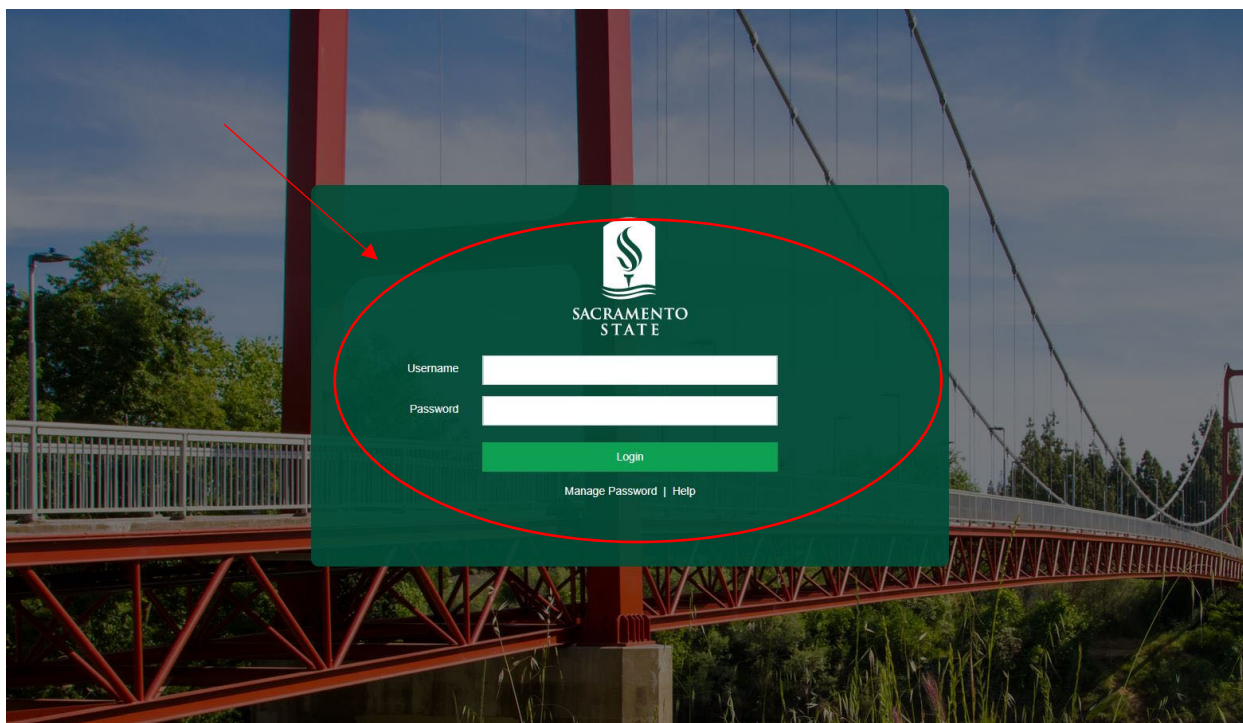 SACRAMENTO
STATE
Username
Password
Login
Manage Password | Help